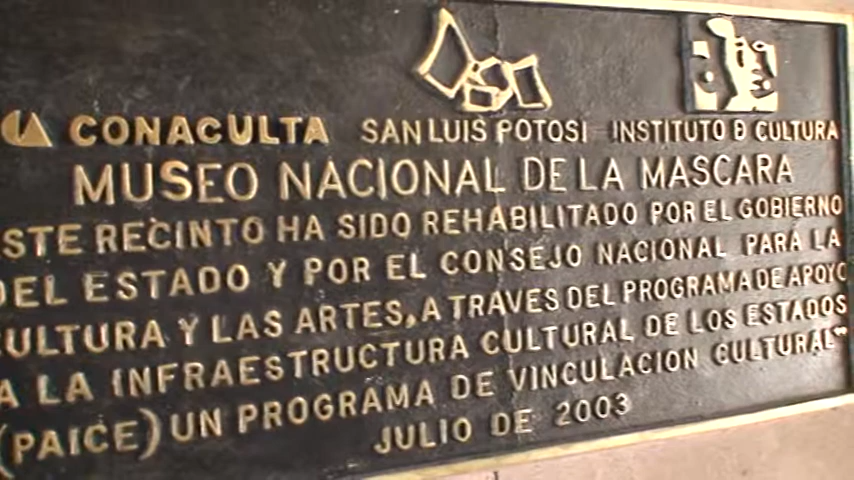 CONACULTA SAN LUIS POTOSI INSTITUTO D CULTURA
MUSEO NACIONAL DE LA MASCARA
STE RECINTO HA SIDO REHABILITADO POR EL GOBIERNO
DEL ESTADO Y POR EL CONSEJO NACIONAL PARA LA
CULTURA Y LAS ARTES, A TRAVES DEL PROGRAMA DE APOYO
A LA INFRAESTRUCTURA CULTURAL DE LOS ESTADOS
(PAICE) UN PROGRAMA DE VINCULACION CULTURAL"
JULIO DE 2003